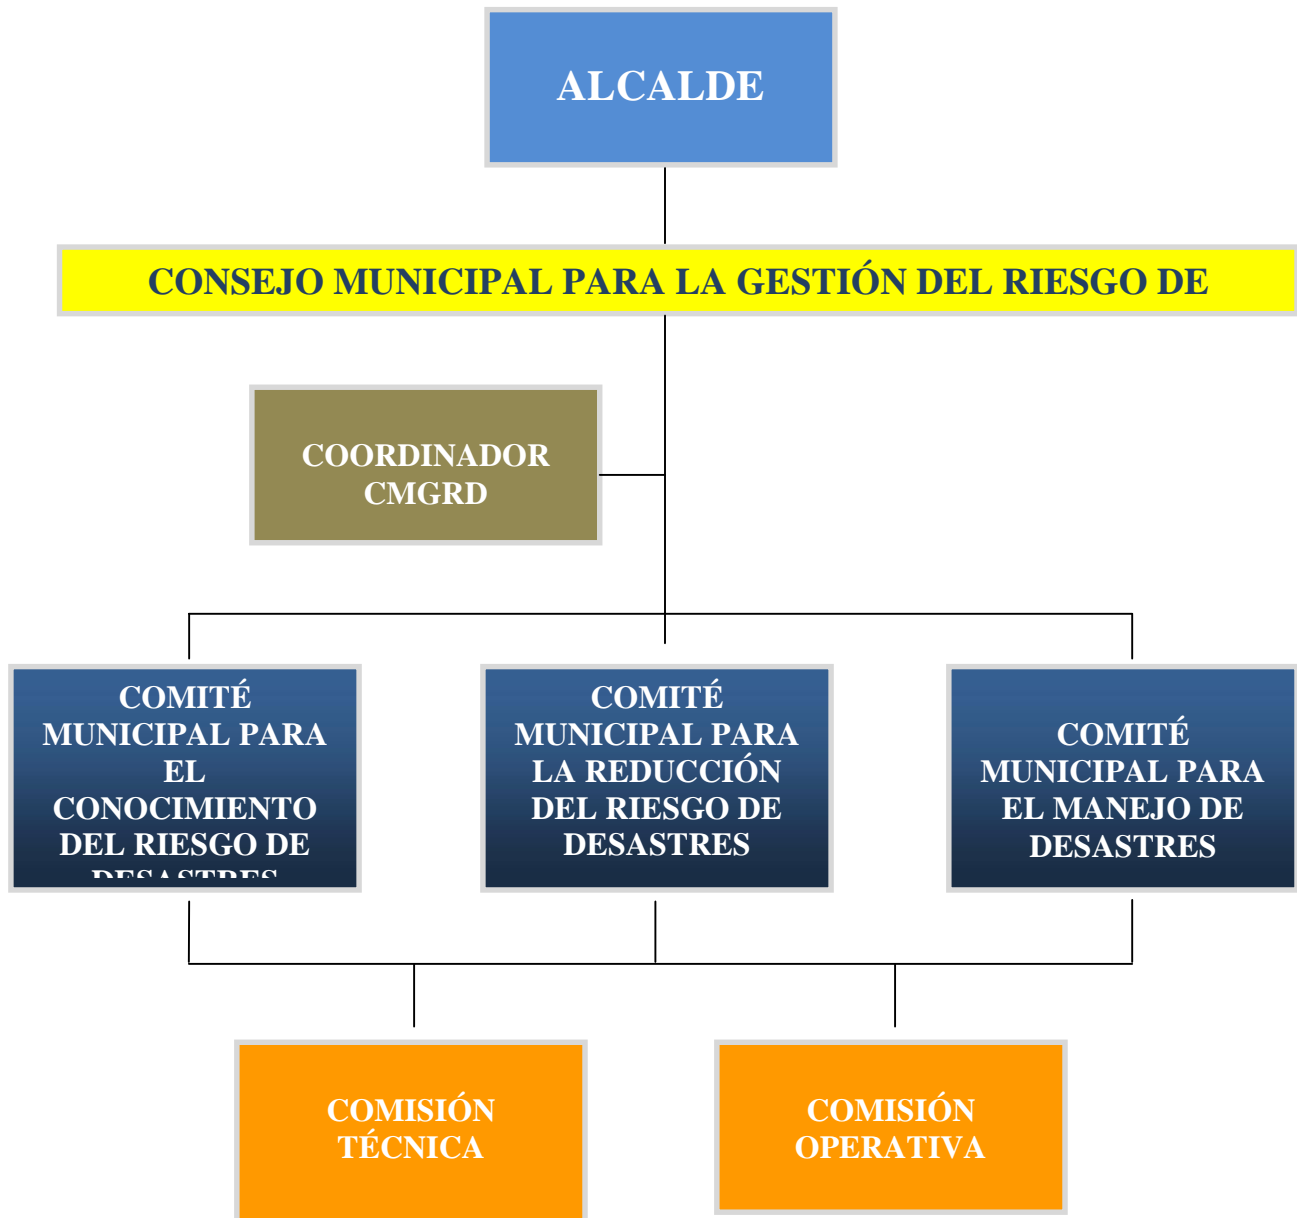 ALCALDE
CONSEJO MUNICIPAL PARA LA GESTIÓN DEL RIESGO DE
COORDINADOR
CMGRD
COMITÉ
MUNICIPAL PARA
EL
CONOCIMIENTO
DEL RIESGO DE
DESASTRES
COMITÉ
MUNICIPAL PARA
LA REDUCCIÓN
DEL RIESGO DE
DESASTRES
COMITÉ
MUNICIPAL PARA
EL MANEJO DE
DESASTRES
COMISIÓN
TÉCNICA
COMISIÓN
OPERATIVA